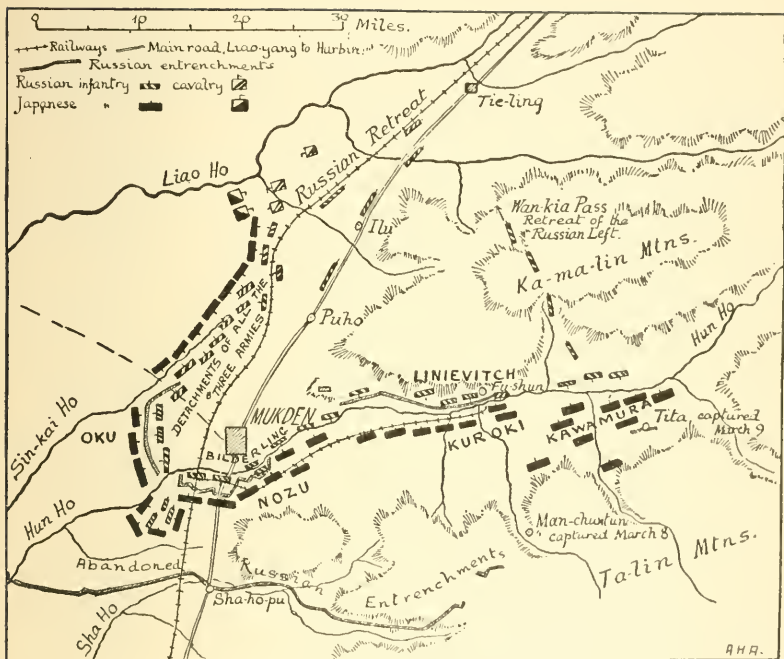 0 10 20 30 Miles.
Railways Main road, Liao-yang to Harbin.
Russian entrenchments
Russian infantry cavalry
Japanese "
Russian Retreat
Tie-ling
Liao Ho
Ilu
Wan-kia Pass
Retreat of the
Russian Left.
Ka-ma-lin Mtns.
Hun Ho
Puho
DETACHMENTS OF ALL THE
THREE ARMIES
LINIEVITCH
Fu-shun
Sin-kai Ho
OKU
MUKDEN
BILDERLING
KUROKI
KAWAMURA
Tita, captured
March 9
NOZU
Hun Ho
Man-chuntun
captured March 8
Abandoned Russian Entrenchments
Ta-lin Mtns.
Sha-ho-pu
Sha Ho
A H A.